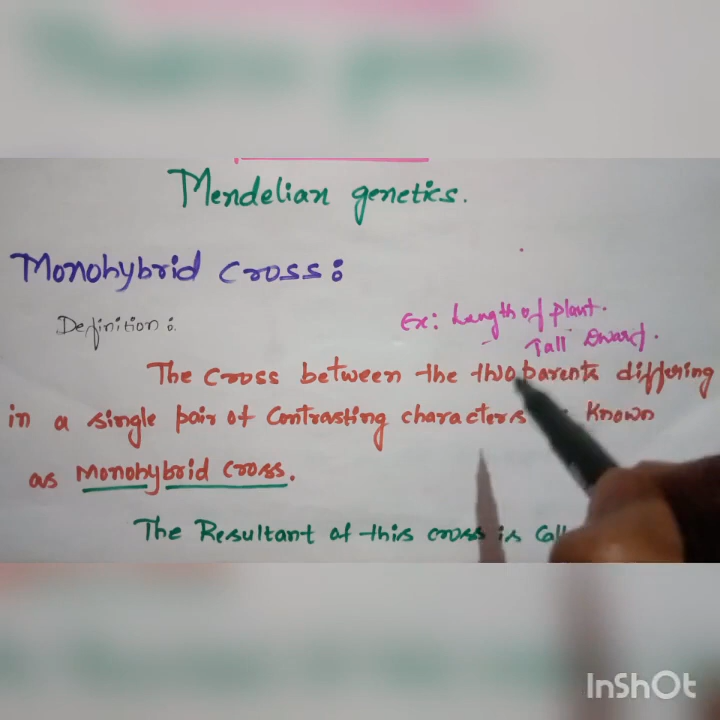 Mendelian genetics.
Monohybrid Cross:
Definition:
Ex: Length of plant.
Tall Dwarf.
The Cross between the two parents differing
in a single pair of Contrasting characters Known
as Monohybrid Cross.
The Resultant of this cross is Call
InShOt